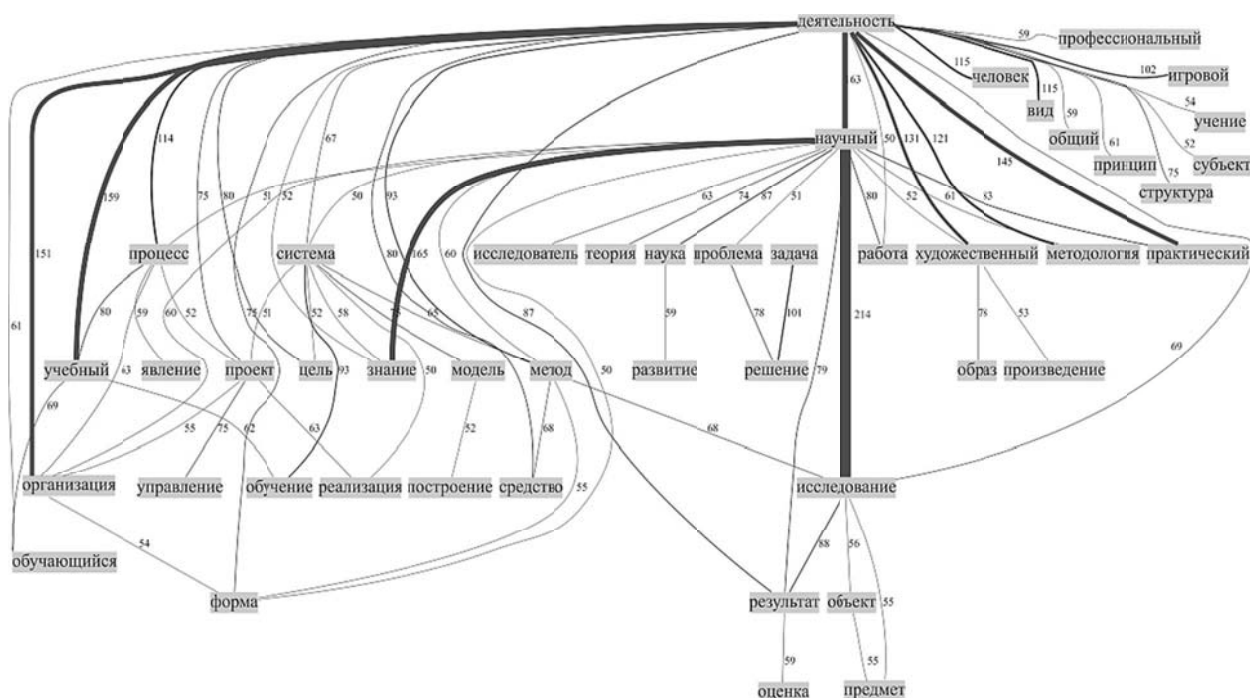 деятельность
59
профессиональный
115
человек
102
игровой
63
115
вид
54
учение
59
общий
научный
50
131
121
61
принцип
52
субъект
114
67
145
75
структура
159
75
80
51
52
50
93
63
74
87
51
80
52
61
53
151
процесс
система
165
80
60
исследователь
теория
наука
проблема
задача
работа
художественный
методология
практический
61
80
59
60
52
75
51
52
58
75
65
87
59
78
101
214
78
53
69
63
93
50
50
79
учебный
явление
проект
цель
знание
модель
метод
развитие
решение
образ
произведение
69
55
75
62
63
52
68
68
организация
управление
обучение
реализация
построение
средство
55
исследование
54
88
56
обучающийся
55
форма
результат
объект
59
55
оценка
предмет